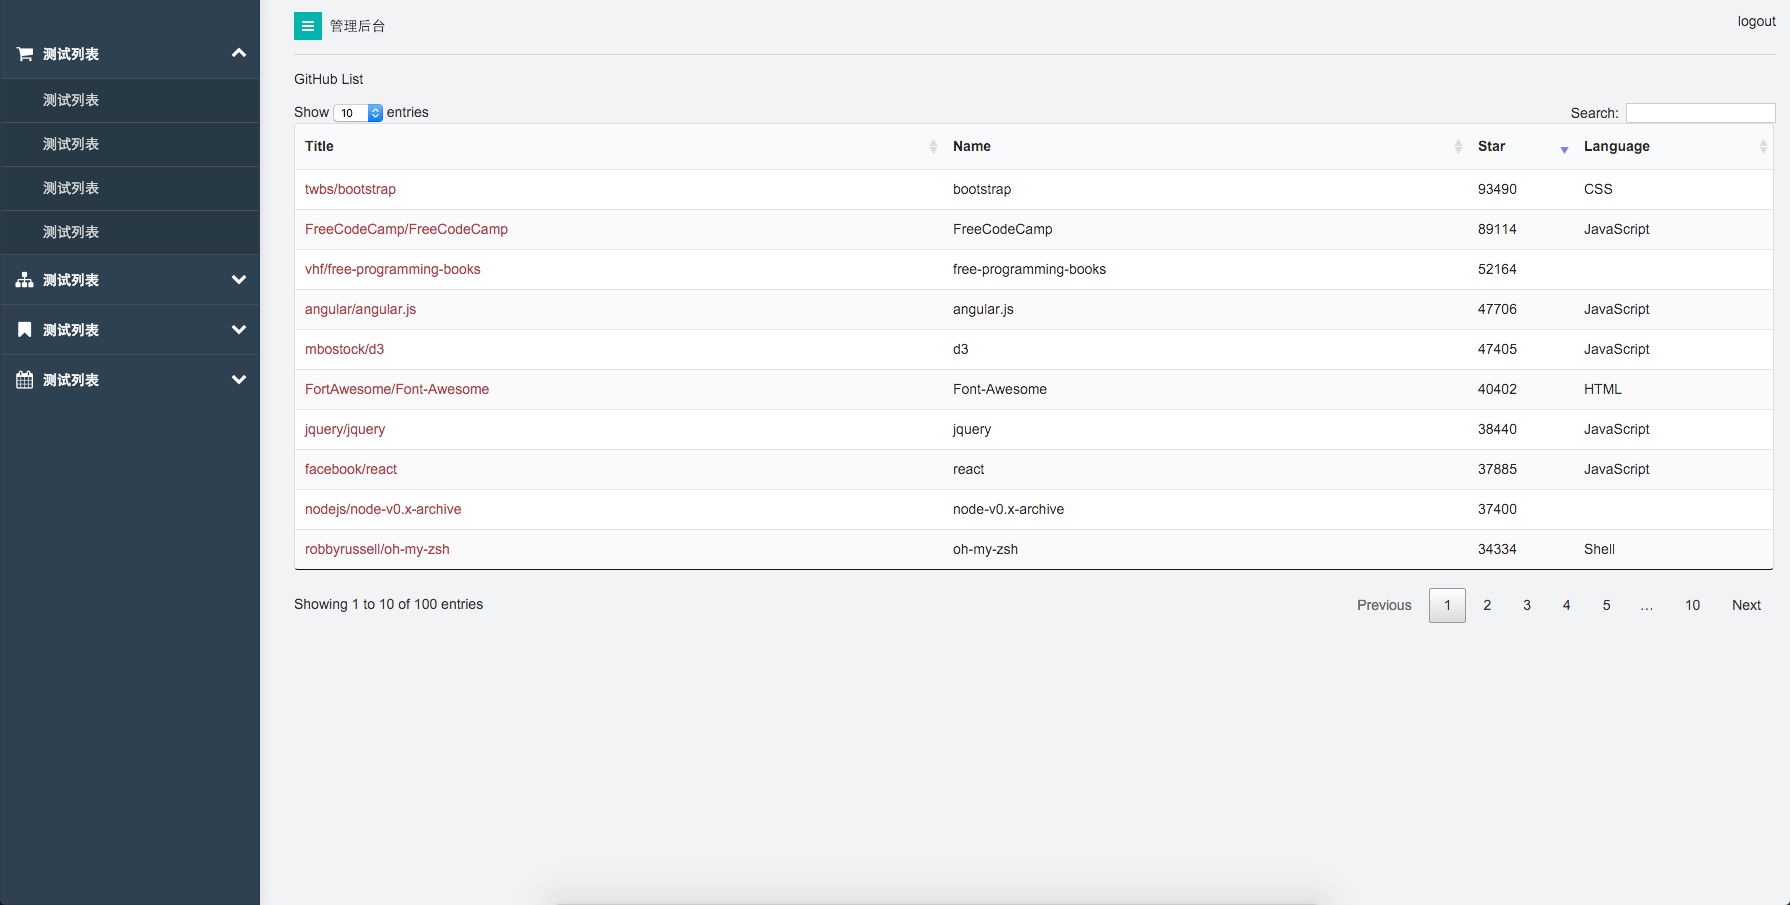 测试列表
测试列表
测试列表
测试列表
测试列表
测试列表
测试列表
测试列表
管理后台
logout
GitHub List
Show 10 entries
Search:
Title Name Star Language
twbs/bootstrap bootstrap 93490 CSS
FreeCodeCamp/FreeCodeCamp FreeCodeCamp 89114 JavaScript
vhf/free-programming-books free-programming-books 52164
angular/angular.js angular.js 47706 JavaScript
mbostock/d3 d3 47405 JavaScript
FortAwesome/Font-Awesome Font-Awesome 40402 HTML
jquery/jquery jquery 38440 JavaScript
facebook/react react 37885 JavaScript
nodejs/node-v0.x-archive node-v0.x-archive 37400
robbyrussell/oh-my-zsh oh-my-zsh 34334 Shell
Showing 1 to 10 of 100 entries
Previous 1 2 3 4 5 … 10 Next